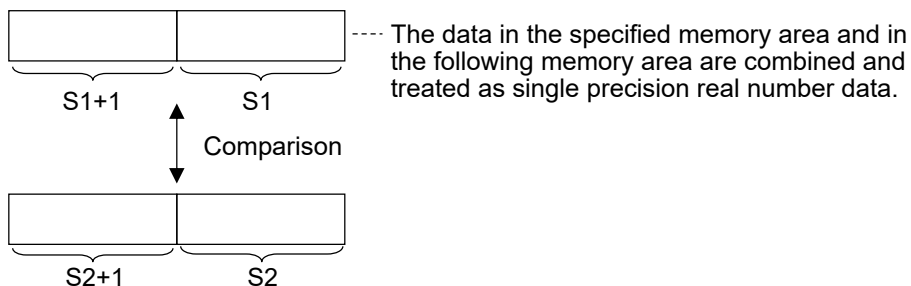 The data in the specified memory area and in
the following memory area are combined and
treated as single precision real number data.
S1+1 S1
Comparison
S2+1 S2